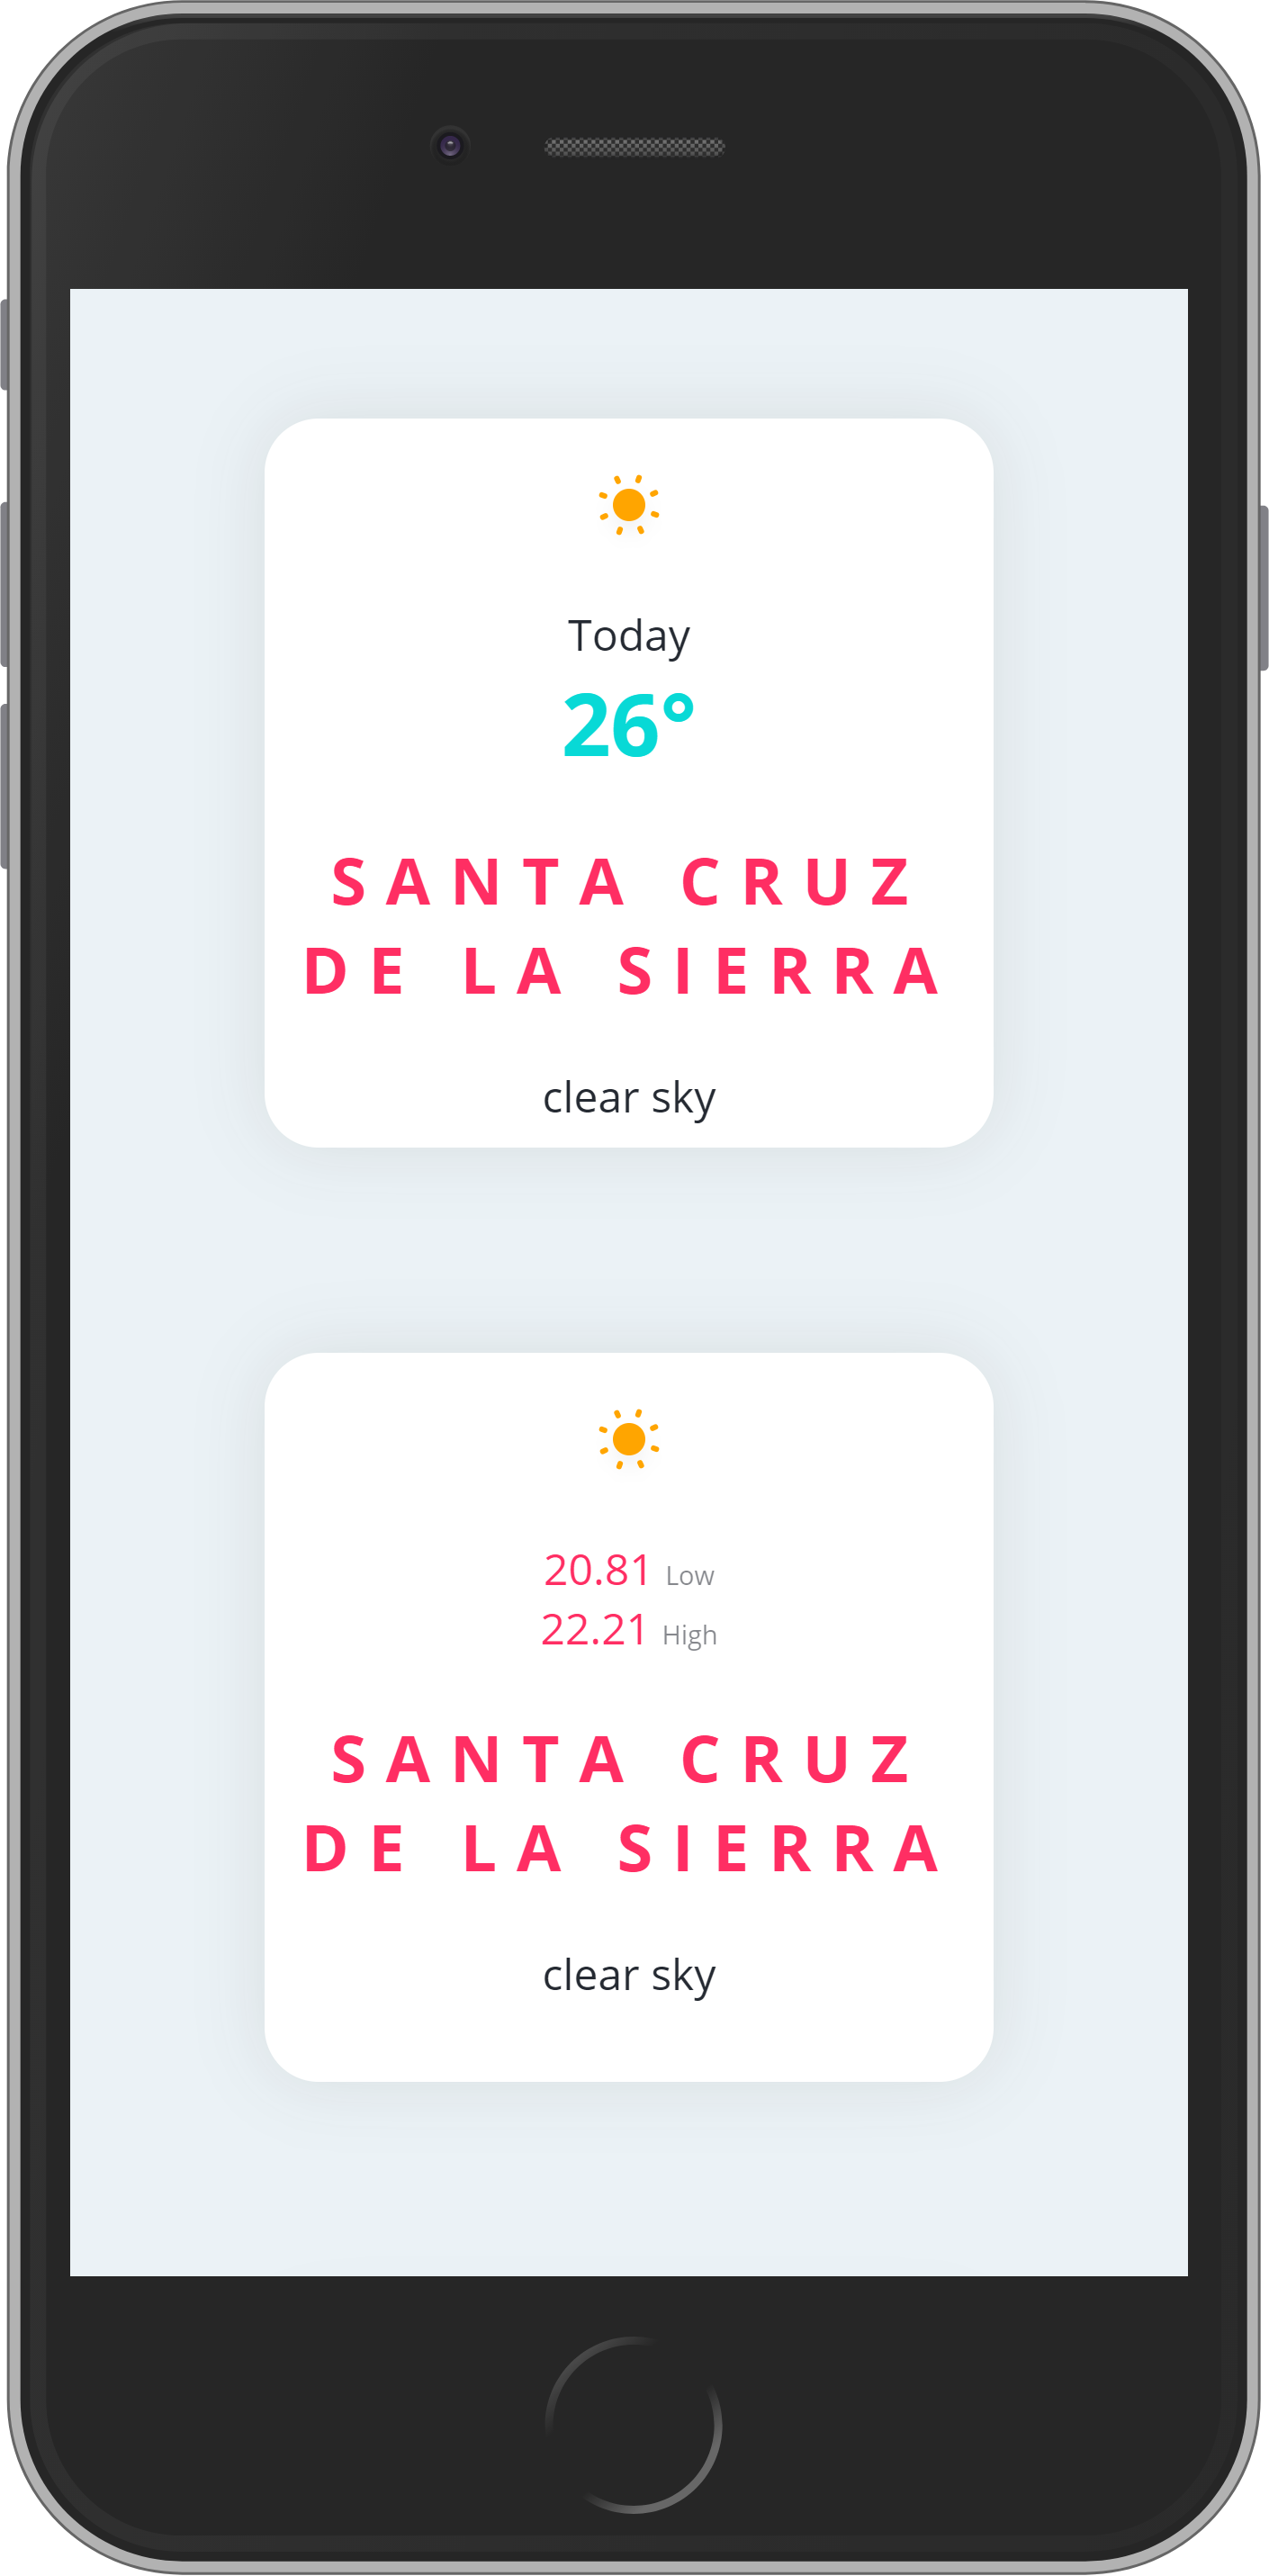 Today
26°
SANTA CRUZ
DE LA SIERRA
clear sky
20.81 Low
22.21 High
SANTA CRUZ
DE LA SIERRA
clear sky